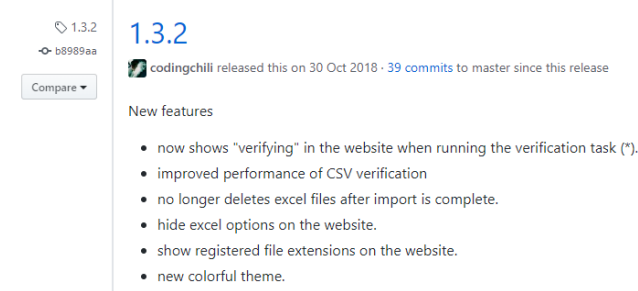 1.3.2
b8989aa
Compare
1.3.2
codingchili released this on 30 Oct 2018 · 39 commits to master since this release
New features
now shows "verifying" in the website when running the verification task (*).
improved performance of CSV verification
no longer deletes excel files after import is complete.
hide excel options on the website.
show registered file extensions on the website.
new colorful theme.